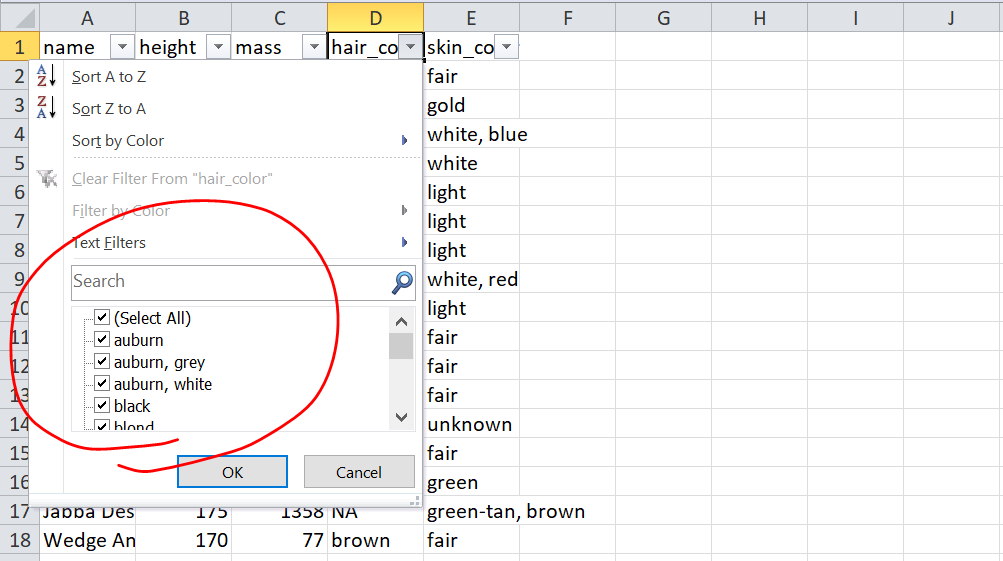 A B C D E F G H I J
1 name height mass hair_co skin_co
2 Sort A to Z fair
3 Sort Z to A gold
4 Sort by Color white, blue
5 white
6 Clear Filter From "hair_color" light
7 Filter by Color light
8 Text Filters light
9 Search white, red
10 (Select All) light
11 auburn fair
12 auburn, grey fair
13 auburn, white fair
14 black unknown
blond
15 fair
16 OK Cancel green
17 Jabba Des 175 1358 NA green-tan, brown
18 Wedge An 170 77 brown fair